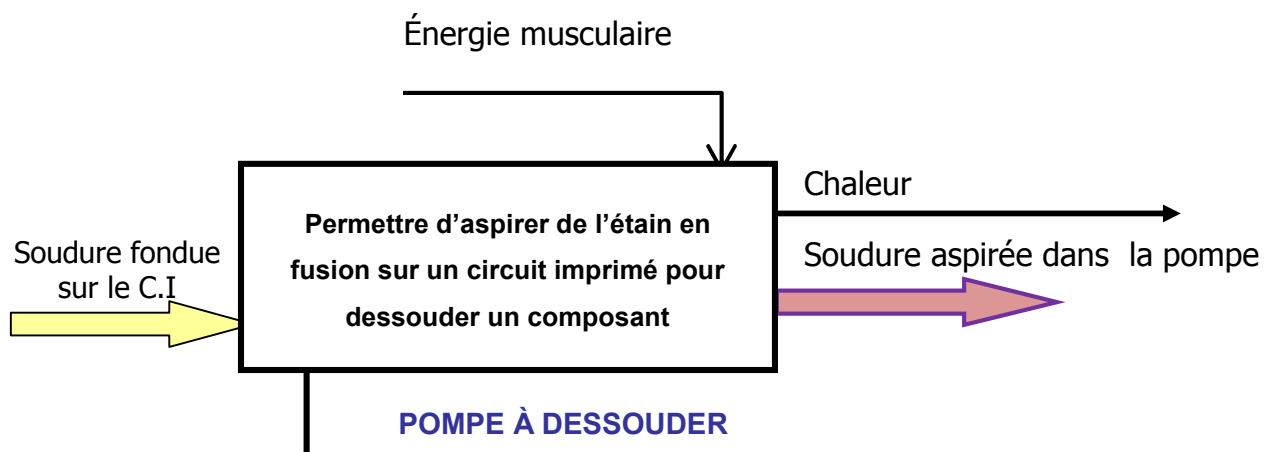 Énergie musculaire
Chaleur
Permettre d'aspirer de l'étain en
fusion sur un circuit imprimé pour
dessouder un composant
Soudure fondue
sur le C.I
Soudure aspirée dans la pompe
POMPE À DESSOUDER